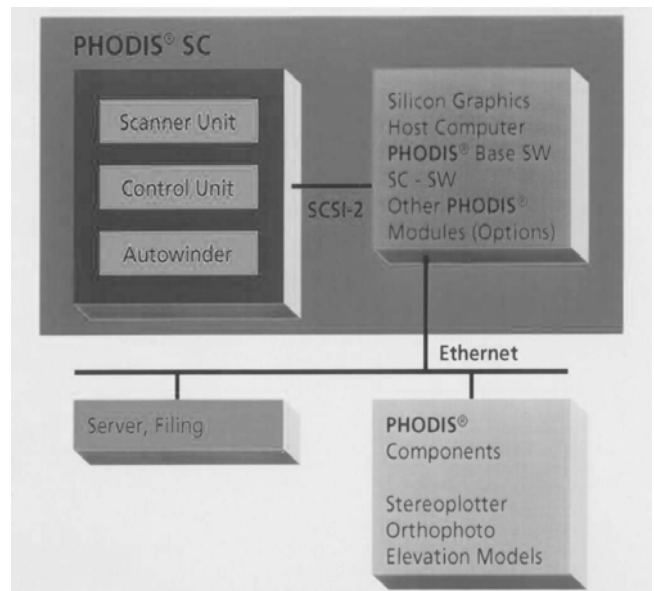 PHODIS® SC
Scanner Unit
Control Unit
Autowinder
SCSI-2
Silicon Graphics
Host Computer
PHODIS® Base SW
SC - SW
Other PHODIS®
Modules (Options)
Ethernet
Server, Filing
PHODIS®
Components
Stereoplotter
Orthophoto
Elevation Models